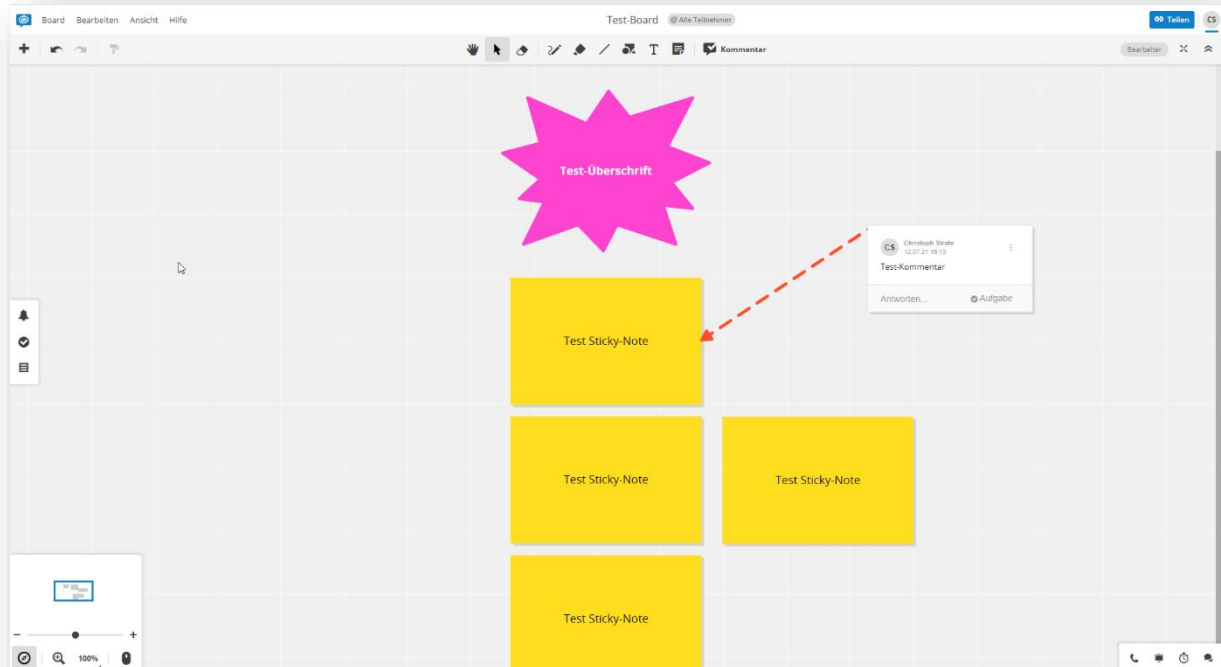 Board Bearbeiten Ansicht Hilfe
Test-Board @ Alle Teilnehmer
Teilen
CS
T
Kommentar
Bearbeiter
Test-Überschrift
CS
Christoph Strato
12.07.21 18:13
Test-Kommentar
Antworten...
Aufgabe
Test Sticky-Note
Test Sticky-Note
Test Sticky-Note
Test Sticky-Note
100%